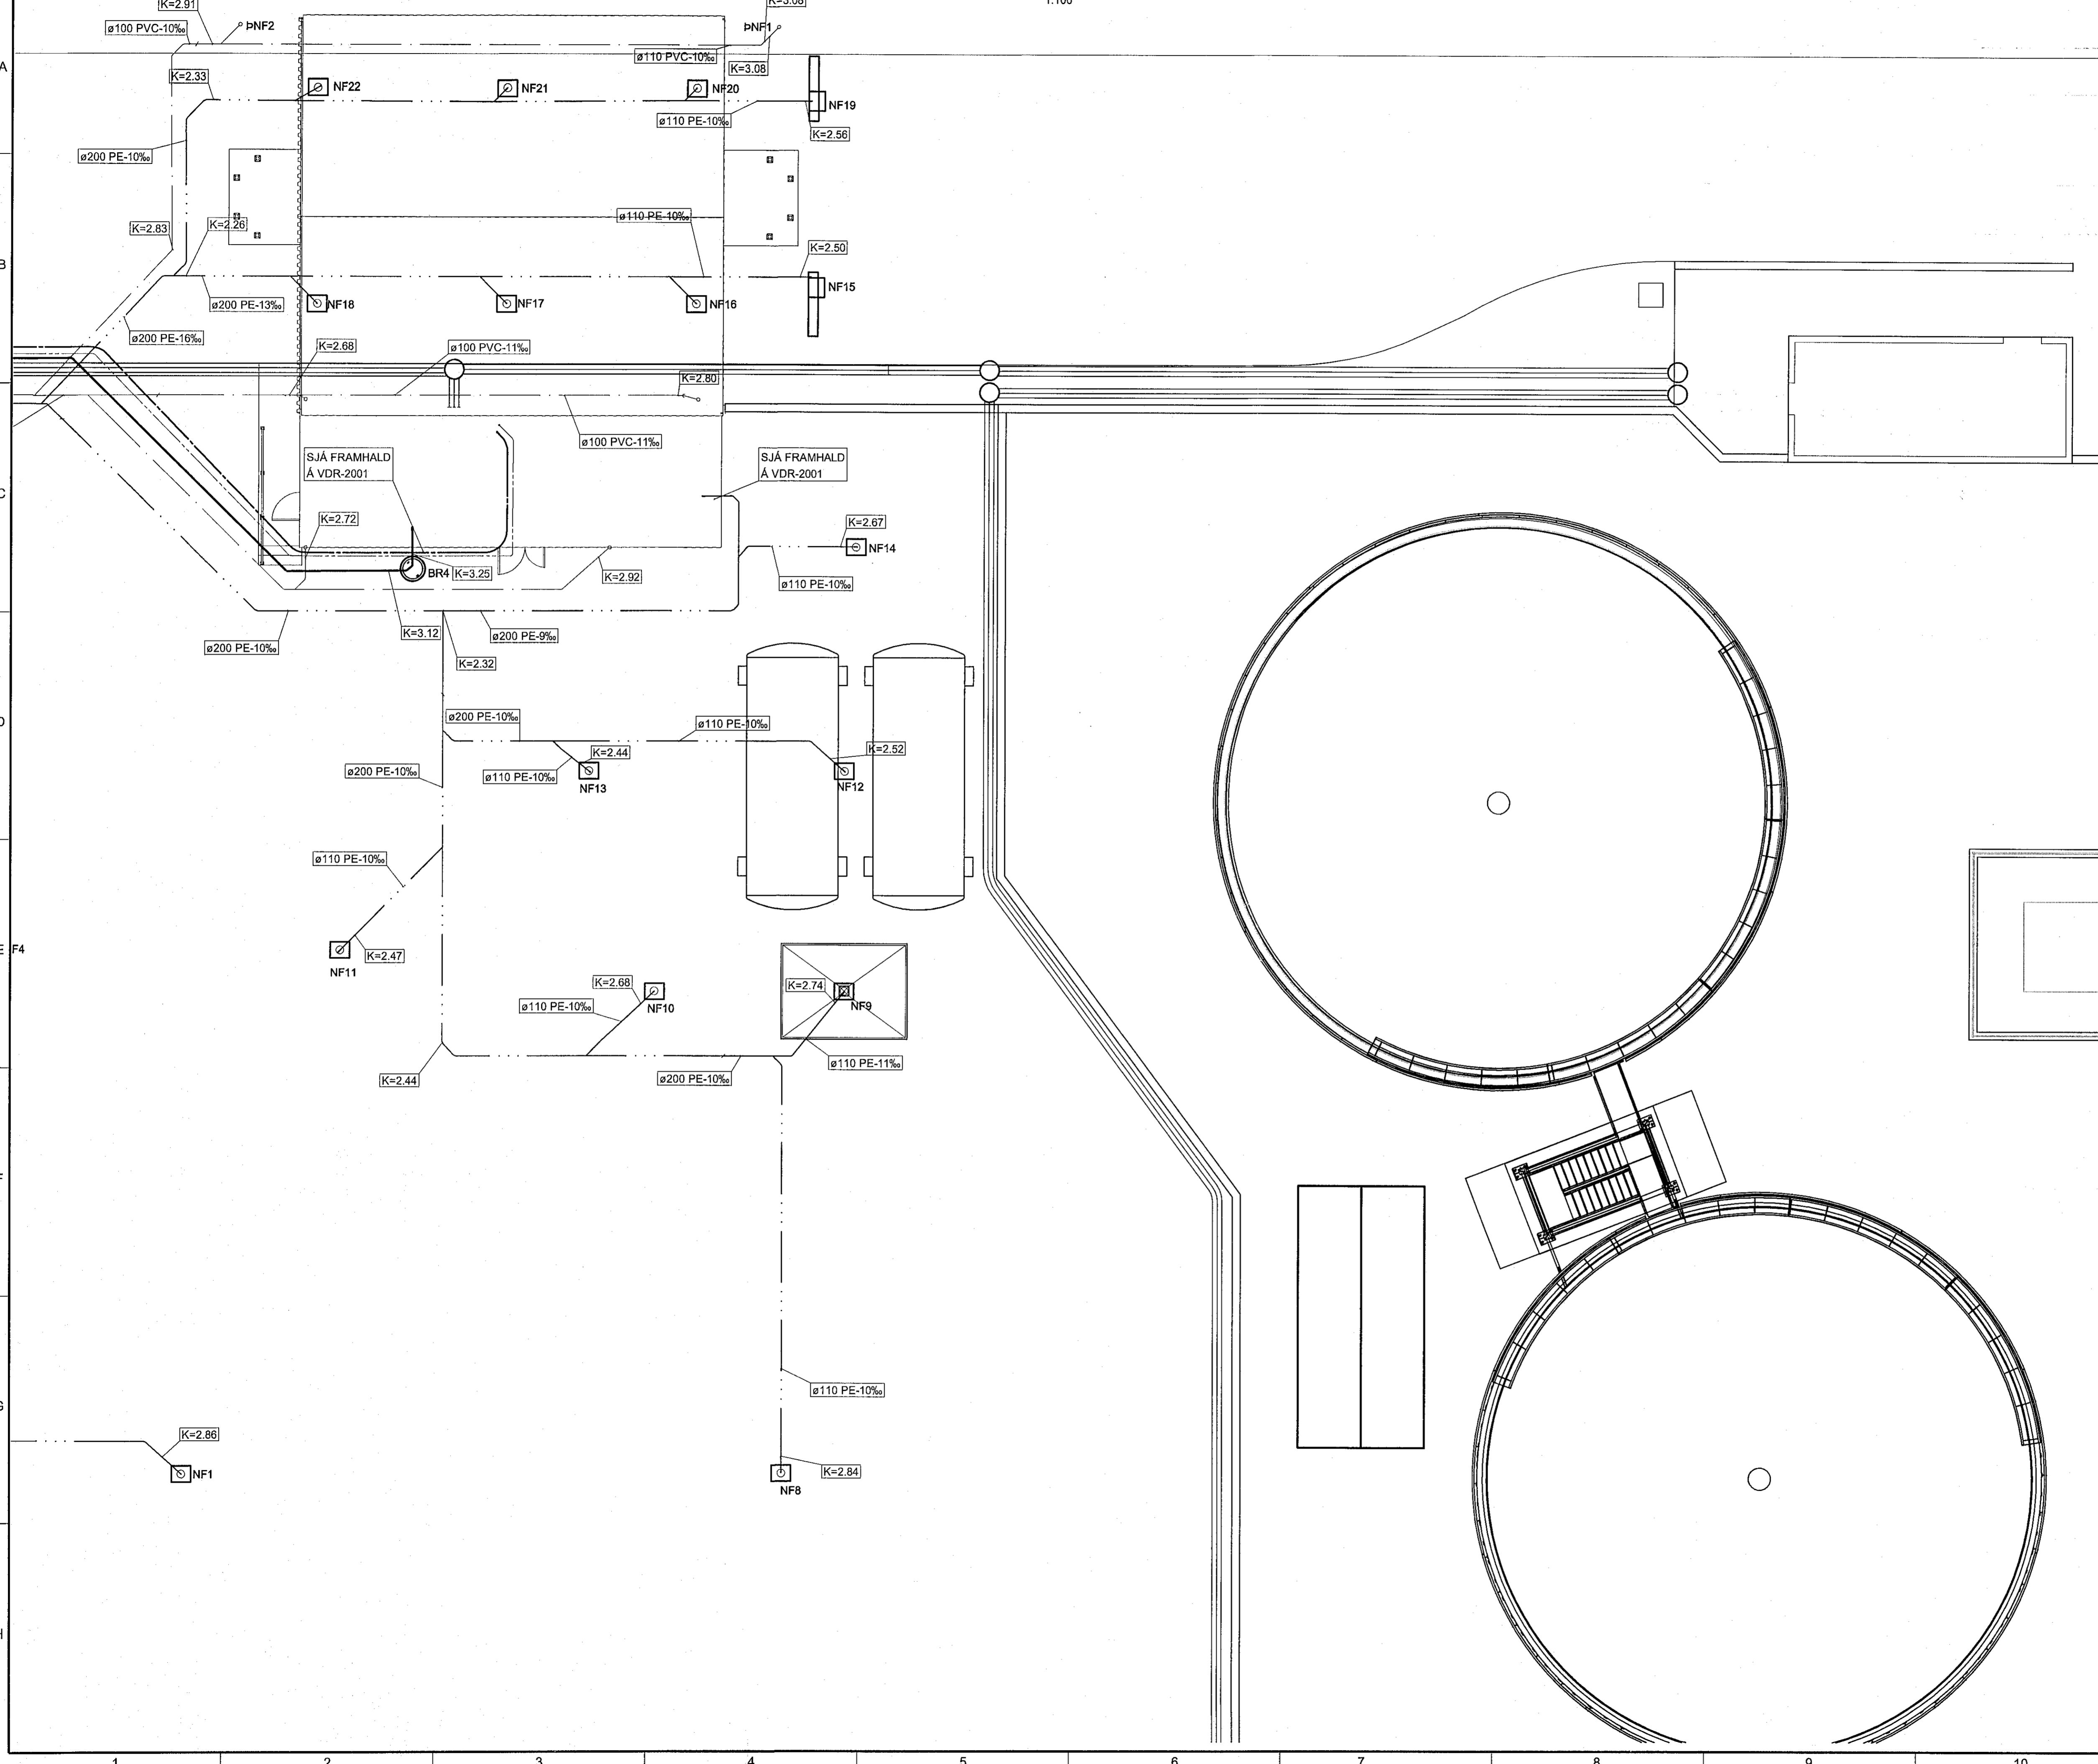 K=2.91
K=3.08
1:100
ø100 PVC-10‰
ÞNF2
ÞNF1
ø110 PVC-10‰
A
K=2.33
K=3.08
NF22
NF21
NF20
NF19
ø110 PE-10‰
K=2.56
ø200 PE-10‰
ø110 PE-10‰
K=2.83
K=2.26
K=2.50
B
NF15
ø200 PE-13‰
NF18
NF17
NF16
ø200 PE-16‰
K=2.68
ø100 PVC-11‰
K=2.80
ø100 PVC-11‰
SJÁ FRAMHALD
Á VDR-2001
SJÁ FRAMHALD
Á VDR-2001
C
K=2.72
K=2.67
NF14
BR4
K=3.25
K=2.92
ø110 PE-10‰
K=3.12
ø200 PE-9‰
ø200 PE-10‰
K=2.32
ø200 PE-10‰
ø110 PE-10‰
D
K=2.44
K=2.52
ø200 PE-10‰
ø110 PE-10‰
NF13
NF12
ø110 PE-10‰
E
F4
K=2.47
NF11
K=2.68
K=2.74
ø110 PE-10‰
NF10
NF9
ø110 PE-11‰
K=2.44
ø200 PE-10‰
F
ø110 PE-10‰
G
K=2.86
NF1
K=2.84
NF8
H
1
2
3
4
5
6
7
8
9
10